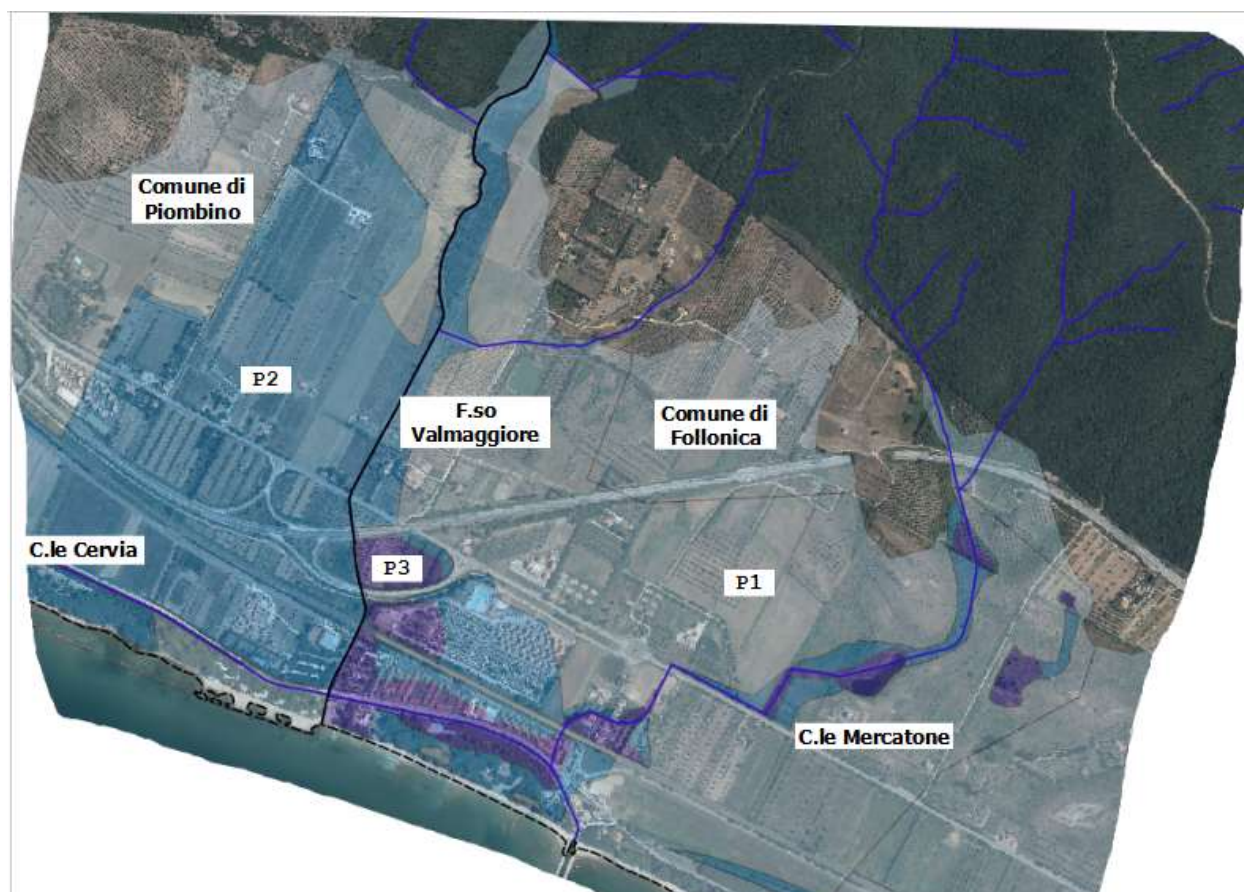 Comune di
Piombino
P2
F.so
Valmaggiore
Comune di
Follonica
C.le Cervia
P3
P1
C.le Mercatone